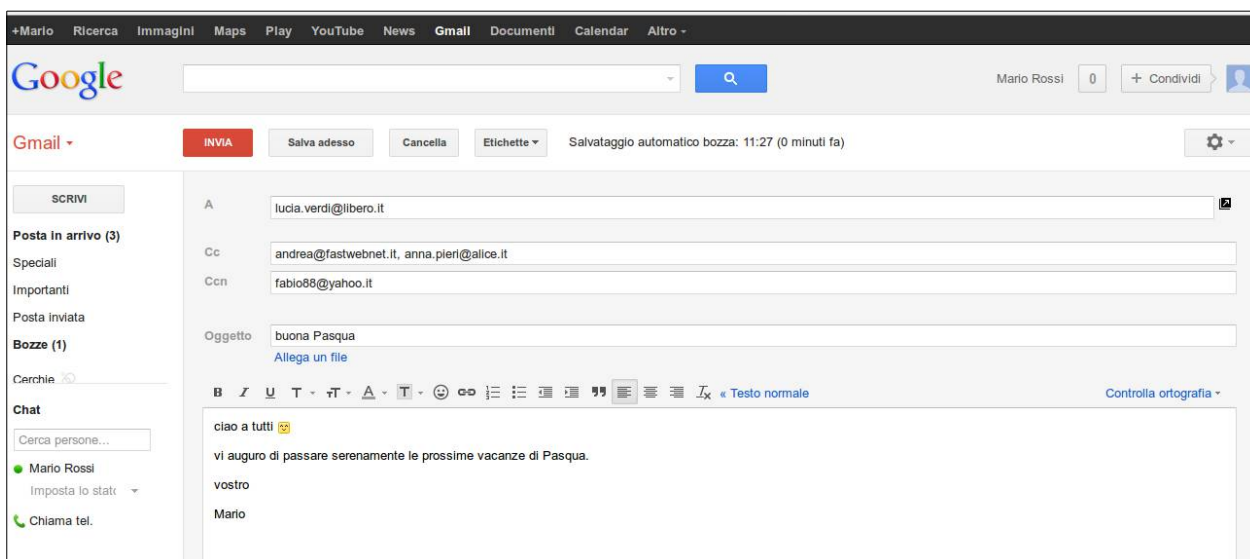 +Mario Ricerca Immagini Maps Play YouTube News Gmail Documenti Calendar Altro
Google
Mario Rossi 0 + Condividi
Gmail INVIA Salva adesso Cancella Etichette Salvataggio automatico bozza: 11:27 (0 minuti fa)
SCRIVI
A lucia.verdi@libero.it
Posta in arrivo (3)
Cc andrea@fastwebnet.it, anna.pieri@alice.it
Speciali
Ccn fabio88@yahoo.it
Importanti
Posta inviata
Oggetto buona Pasqua
Bozze (1)
Allega un file
Cerchie
B I U T TT A T « Testo normale Controlla ortografia
Chat
ciao a tutti
Cerca persone...
vi auguro di passare serenamente le prossime vacanze di Pasqua.
Mario Rossi
vostro
Imposta lo stato
Mario
Chiama tel.